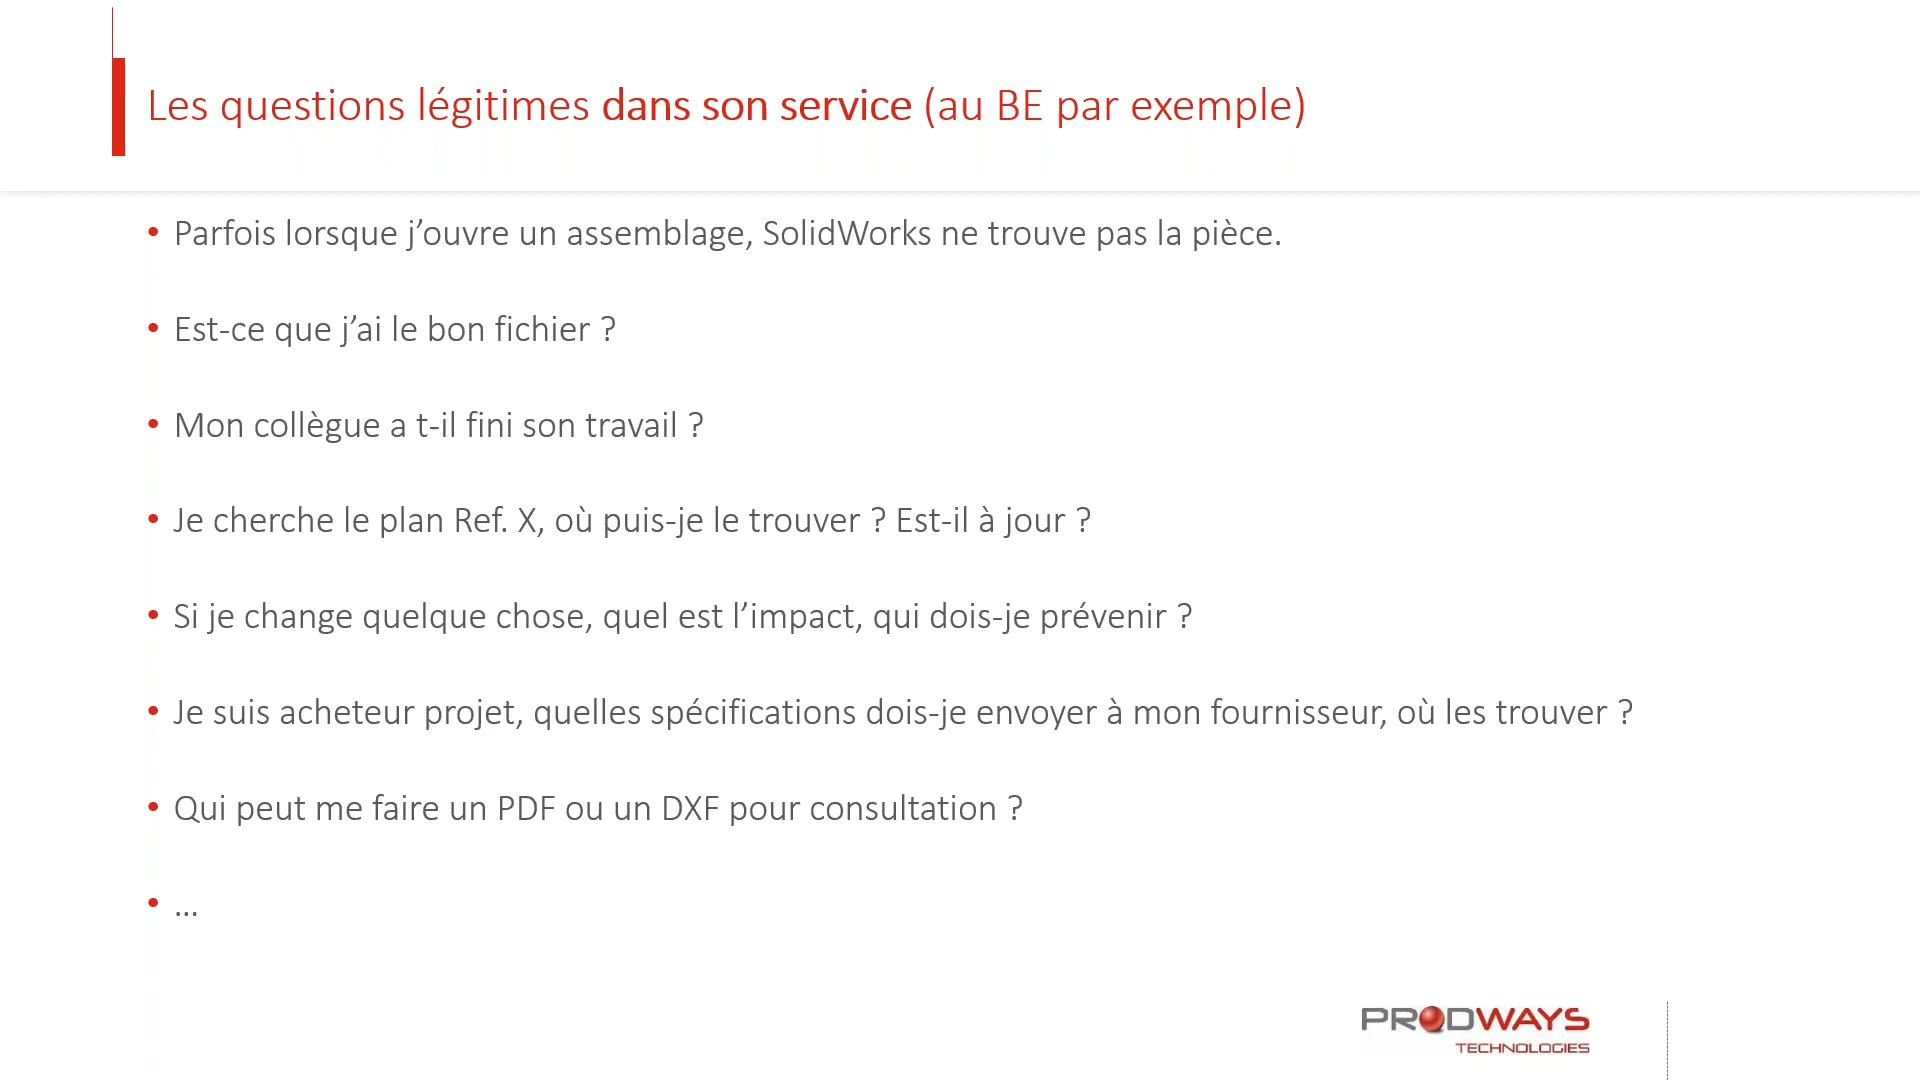 Les questions légitimes dans son service (au BE par exemple)
• Parfois lorsque j’ouvre un assemblage, SolidWorks ne trouve pas la pièce.
• Est-ce que j’ai le bon fichier ?
• Mon collègue a t-il fini son travail ?
• Je cherche le plan Ref. X, où puis-je le trouver ? Est-il à jour ?
• Si je change quelque chose, quel est l’impact, qui dois-je prévenir ?
• Je suis acheteur projet, quelles spécifications dois-je envoyer à mon fournisseur, où les trouver ?
• Qui peut me faire un PDF ou un DXF pour consultation ?
• …
PRODWAYS
TECHNOLOGIES